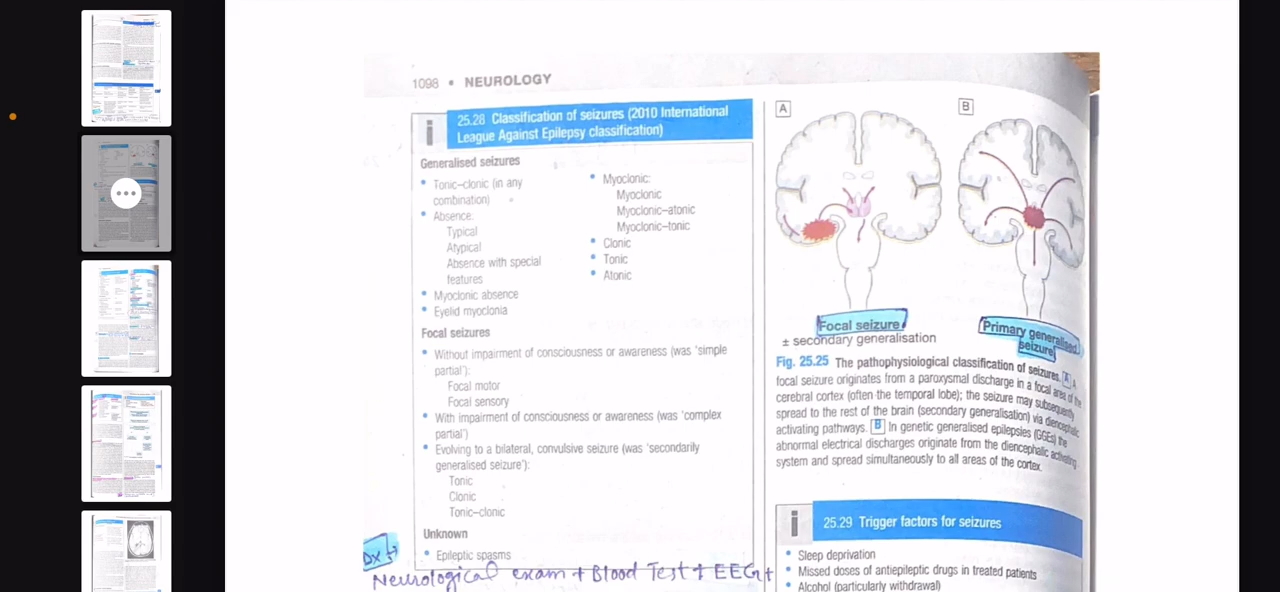 1098 • NEUROLOGY
i
25.28 Classification of seizures (2010 International
League Against Epilepsy classification)
Generalised seizures
• Tonic–clonic (in any
combination)
• Absence:
Typical
Atypical
Absence with special
features
• Myoclonic absence
• Eyelid myoclonia
• Myoclonic:
Myoclonic
Myoclonic–atonic
Myoclonic–tonic
• Clonic
• Tonic
• Atonic
Focal seizures
• Without impairment of consciousness or awareness (was 'simple
partial'):
Focal motor
Focal sensory
• With impairment of consciousness or awareness (was 'complex
partial')
• Evolving to a bilateral, convulsive seizure (was 'secondarily
generalised seizure'):
Tonic
Clonic
Tonic–clonic
Unknown
• Epileptic spasms
Dx →
Neurological exam + Blood Test + EEG +
A
B
Focal seizure
± secondary generalisation
Primary generalised
seizure
Fig. 25.25 The pathophysiological classification of seizures. A A
focal seizure originates from a paroxysmal discharge in a focal area of the
cerebral cortex (often the temporal lobe); the seizure may subsequently
spread to the rest of the brain (secondary generalisation) via diencephalic
activating pathways. B In genetic generalised epilepsies (GGEs) the
abnormal electrical discharges originate from the diencephalic activating
system and spread simultaneously to all areas of the cortex.
i
25.29 Trigger factors for seizures
• Sleep deprivation
• Missed doses of antiepileptic drugs in treated patients
• Alcohol (particularly withdrawal)